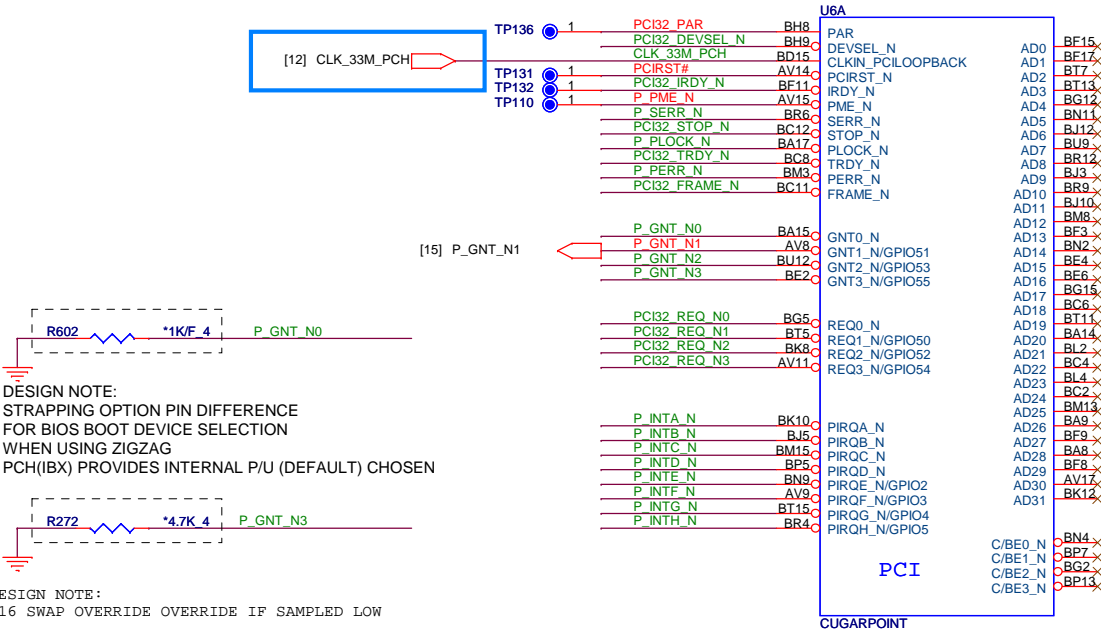 U6A
TP136 1 PCI32_PAR BH8 PAR
PCI32_DEVSEL_N BH9 DEVSEL_N
[12] CLK_33M_PCH CLK_33M_PCH BD15 CLKIN_PCILOOPBACK
TP131 1 PCIRST# AV14 PCIRST_N
TP132 1 PCI32_IRDY_N BF11 IRDY_N
TP110 1 P_PME_N AV15 PME_N
P_SERR_N BR6 SERR_N
PCI32_STOP_N BC12 STOP_N
P_PLOCK_N BA17 PLOCK_N
PCI32_TRDY_N BC8 TRDY_N
P_PERR_N BM3 PERR_N
PCI32_FRAME_N BC11 FRAME_N
P_GNT_N0 BA15 GNT0_N
[15] P_GNT_N1 P_GNT_N1 AV8 GNT1_N/GPIO51
P_GNT_N2 BU12 GNT2_N/GPIO53
P_GNT_N3 BE2 GNT3_N/GPIO55
PCI32_REQ_N0 BG5 REQ0_N
PCI32_REQ_N1 BT5 REQ1_N/GPIO50
PCI32_REQ_N2 BK8 REQ2_N/GPIO52
PCI32_REQ_N3 AV11 REQ3_N/GPIO54
P_INTA_N BK10 PIRQA_N
P_INTB_N BJ5 PIRQB_N
P_INTC_N BM15 PIRQC_N
P_INTD_N BP5 PIRQD_N
P_INTE_N BN9 PIRQE_N/GPIO2
P_INTF_N AV9 PIRQF_N/GPIO3
P_INTG_N BT15 PIRQG_N/GPIO4
P_INTH_N BR4 PIRQH_N/GPIO5
AD0 BF15
AD1 BF17
AD2 BT7
AD3 BT13
AD4 BG12
AD5 BN11
AD6 BJ12
AD7 BU9
AD8 BR12
AD9 BJ3
AD10 BR9
AD11 BJ10
AD12 BM8
AD13 BF3
AD14 BN2
AD15 BE4
AD16 BE6
AD17 BG15
AD18 BC6
AD19 BT11
AD20 BA14
AD21 BL2
AD22 BC4
AD23 BL4
AD24 BC2
AD25 BM13
AD26 BA9
AD27 BF9
AD28 BA8
AD29 BF8
AD30 AV17
AD31 BK12
C/BE0_N BN4
C/BE1_N BP7
C/BE2_N BG2
C/BE3_N BP13
PCI
CUGARPOINT
R602 *1K/F_4 P_GNT_N0
DESIGN NOTE:
STRAPPING OPTION PIN DIFFERENCE
FOR BIOS BOOT DEVICE SELECTION
WHEN USING ZIGZAG
PCH(IBX) PROVIDES INTERNAL P/U (DEFAULT) CHOSEN
R272 *4.7K_4 P_GNT_N3
ESIGN NOTE:
16 SWAP OVERRIDE OVERRIDE IF SAMPLED LOW